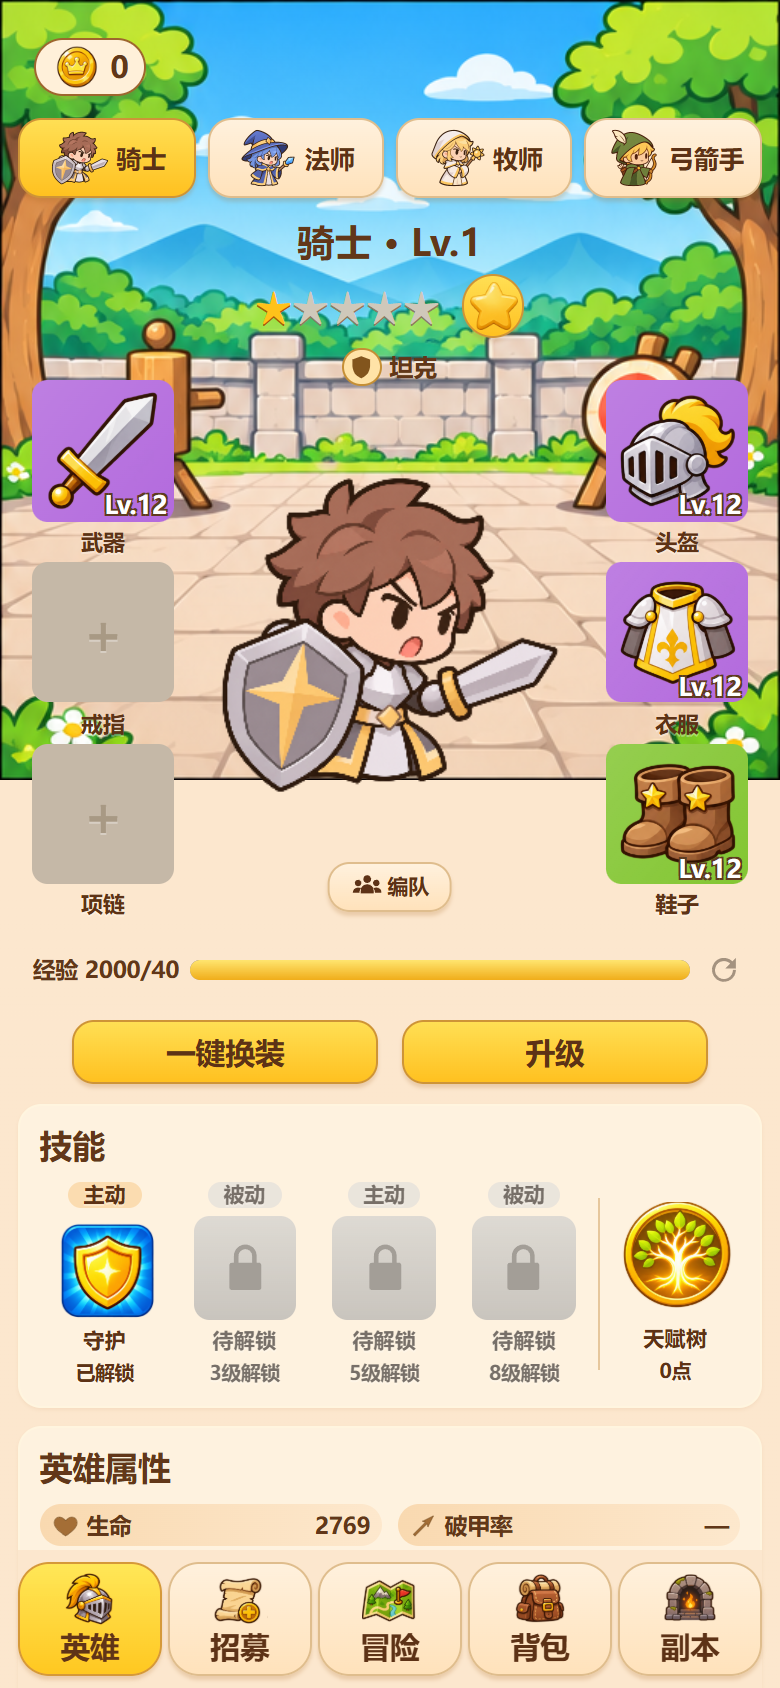 0
骑士
法师
牧师
弓箭手
骑士·Lv.1
坦克
Lv.12
武器
Lv.12
头盔
+
戒指
Lv.12
衣服
+
项链
Lv.12
鞋子
编队
经验 2000/40
一键换装
升级
技能
主动
被动
主动
被动
守护
待解锁
待解锁
待解锁
天赋树
已解锁
3级解锁
5级解锁
8级解锁
0点
英雄属性
生命
2769
破甲率
—
英雄
招募
冒险
背包
副本